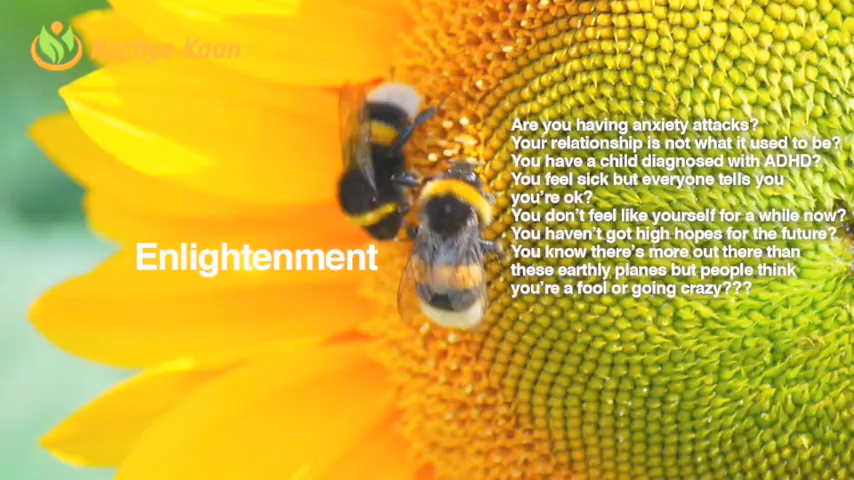 Kathya Kaan
Enlightenment
Are you having anxiety attacks?
Your relationship is not what it used to be?
You have a child diagnosed with ADHD?
You feel sick but everyone tells you
you're ok?
You don't feel like yourself for a while now?
You haven't got high hopes for the future?
You know there's more out there than
these earthly planes but people think
you're a fool or going crazy???